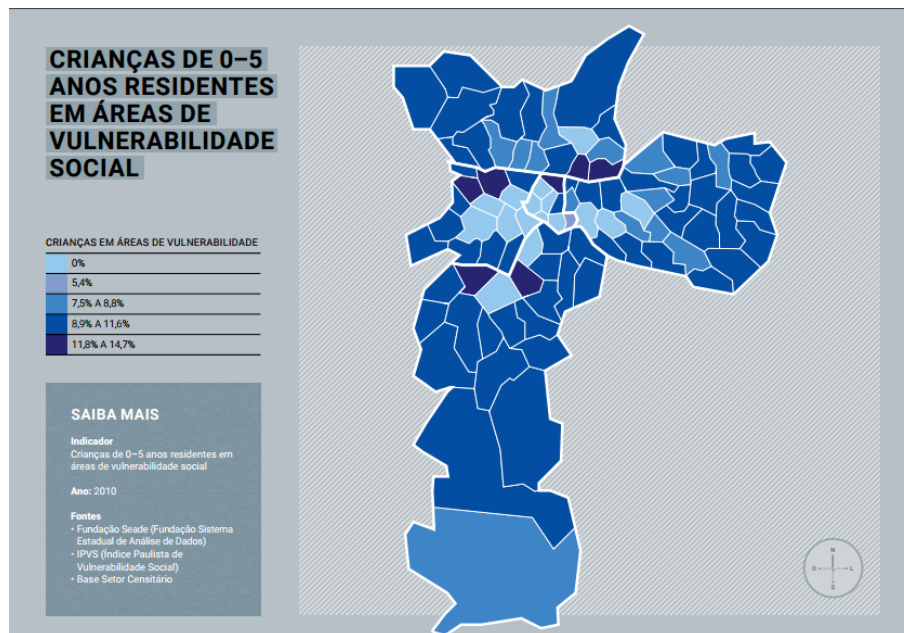 CRIANÇAS DE 0–5
ANOS RESIDENTES
EM ÁREAS DE
VULNERABILIDADE
SOCIAL
CRIANÇAS EM ÁREAS DE VULNERABILIDADE
0%
5,4%
7,5% A 8,8%
8,9% A 11,6%
11,8% A 14,7%
SAIBA MAIS
Indicador
Crianças de 0–5 anos residentes em
áreas de vulnerabilidade social
Ano: 2010
Fontes
• Fundação Seade (Fundação Sistema
Estadual de Análise de Dados)
• IPVS (Índice Paulista de
Vulnerabilidade Social)
• Base Setor Censitário
N
O L
S